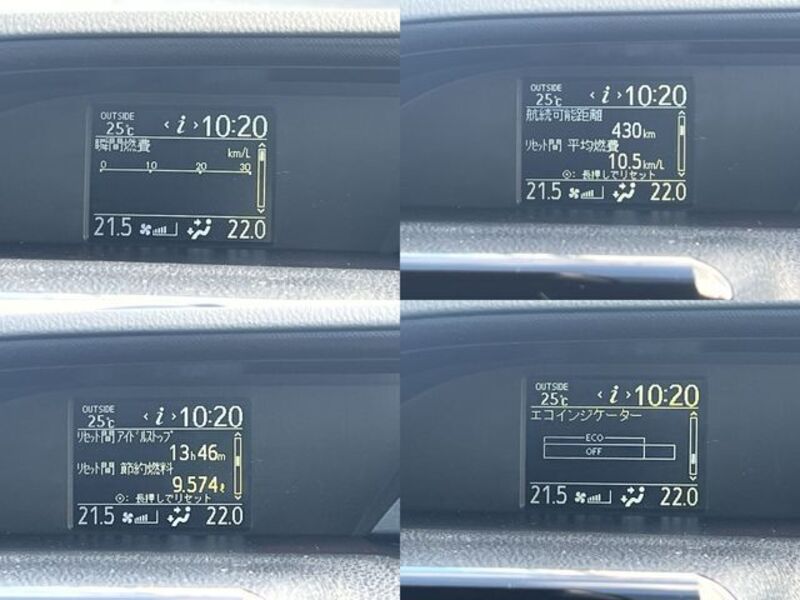 OUTSIDE
25℃ ‹ i › 10:20
瞬間燃費
km/L
0 10 20 30
21.5 22.0
OUTSIDE
25℃ ‹ i › 10:20
航続可能距離
430km
リセット間 平均燃費
10.5km/L
⊙: 長押しでリセット
21.5 22.0
OUTSIDE
25℃ ‹ i › 10:20
リセット間 アイドルストップ
13h46m
リセット間 節約燃料
9.574ℓ
⊙: 長押しでリセット
21.5 22.0
OUTSIDE
25℃ ‹ i › 10:20
エコインジケーター
ECO
OFF
21.5 22.0